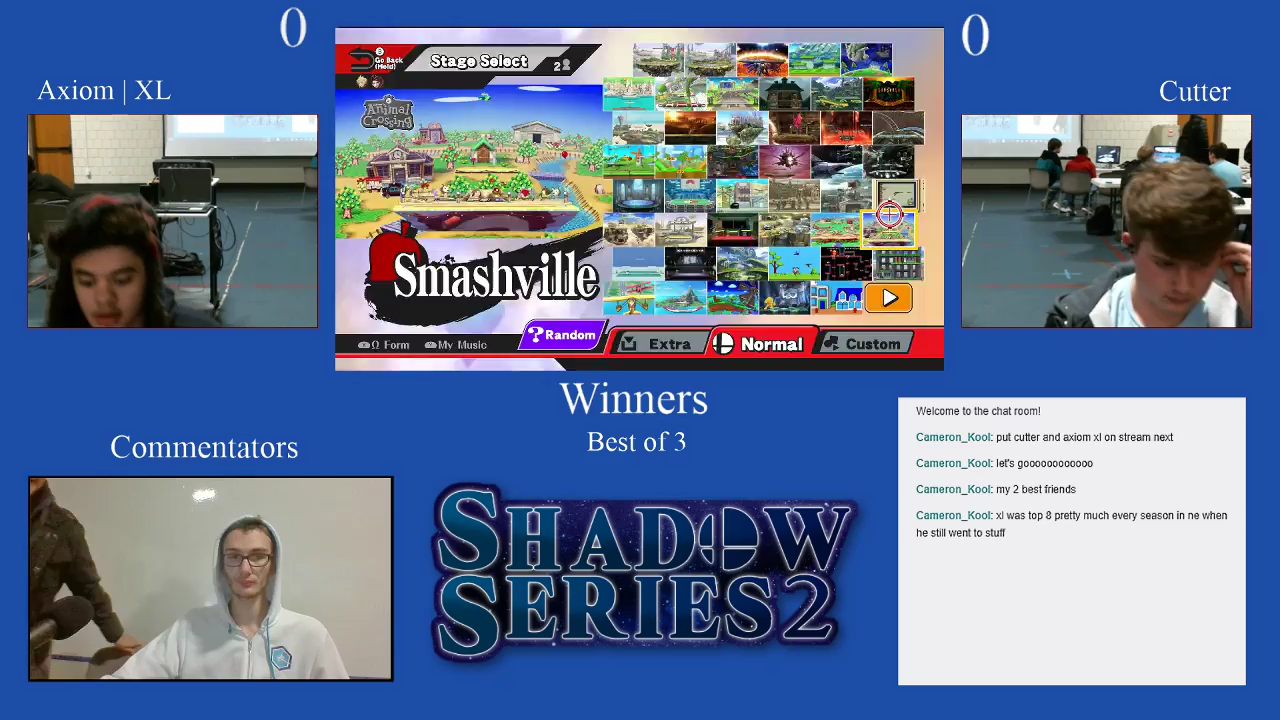 0
0
Axiom | XL
Cutter
S
Go Back
(Hold)
Stage Select
2
Animal
Crossing
Smashville
Random
Ω Form
My Music
Extra
Normal
Custom
Winners
Best of 3
Commentators
SHADOW
SERIES 2
Welcome to the chat room!
Cameron_Kool: put cutter and axiom xl on stream next
Cameron_Kool: let's goooooooooooo
Cameron_Kool: my 2 best friends
Cameron_Kool: xl was top 8 pretty much every season in ne when
he still went to stuff